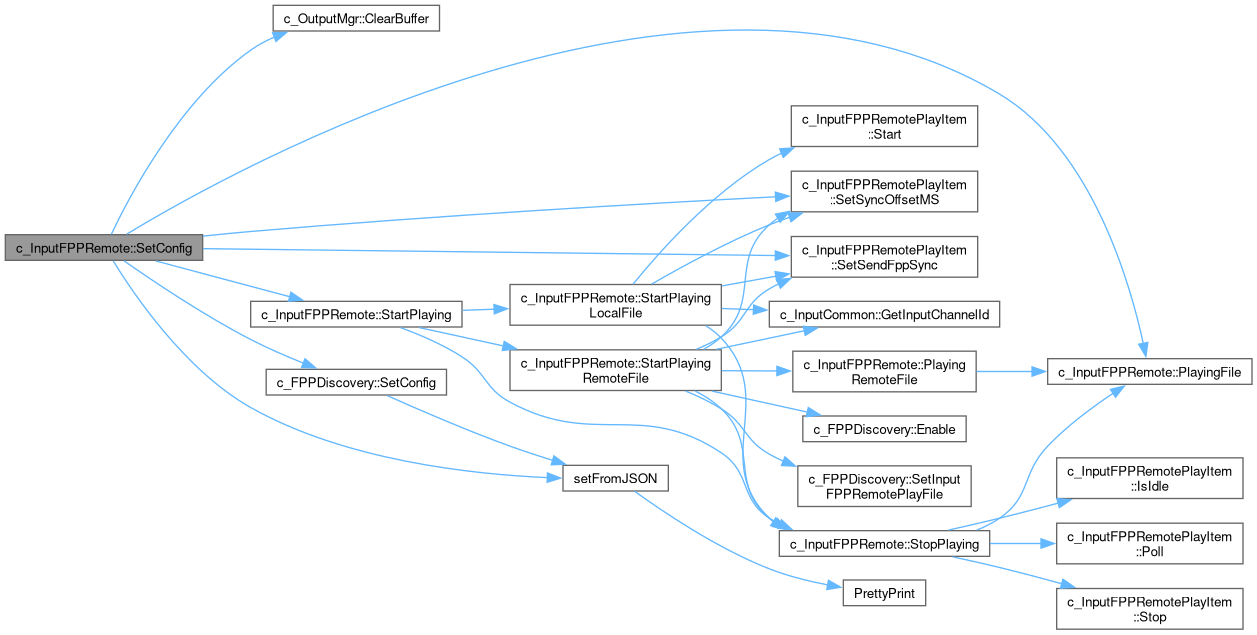 c_OutputMgr::ClearBuffer
c_InputFPPRemotePlayItem
::Start
c_InputFPPRemotePlayItem
::SetSyncOffsetMS
c_InputFPPRemote::SetConfig
c_InputFPPRemotePlayItem
::SetSendFppSync
c_InputFPPRemote::StartPlaying
c_InputFPPRemote::StartPlaying
LocalFile
c_InputCommon::GetInputChannelId
c_FPPDiscovery::SetConfig
c_InputFPPRemote::StartPlaying
RemoteFile
c_InputFPPRemote::Playing
RemoteFile
c_InputFPPRemote::PlayingFile
c_FPPDiscovery::Enable
setFromJSON
c_FPPDiscovery::SetInput
FPPRemotePlayFile
c_InputFPPRemotePlayItem
::IsIdle
c_InputFPPRemote::StopPlaying
c_InputFPPRemotePlayItem
::Poll
PrettyPrint
c_InputFPPRemotePlayItem
::Stop